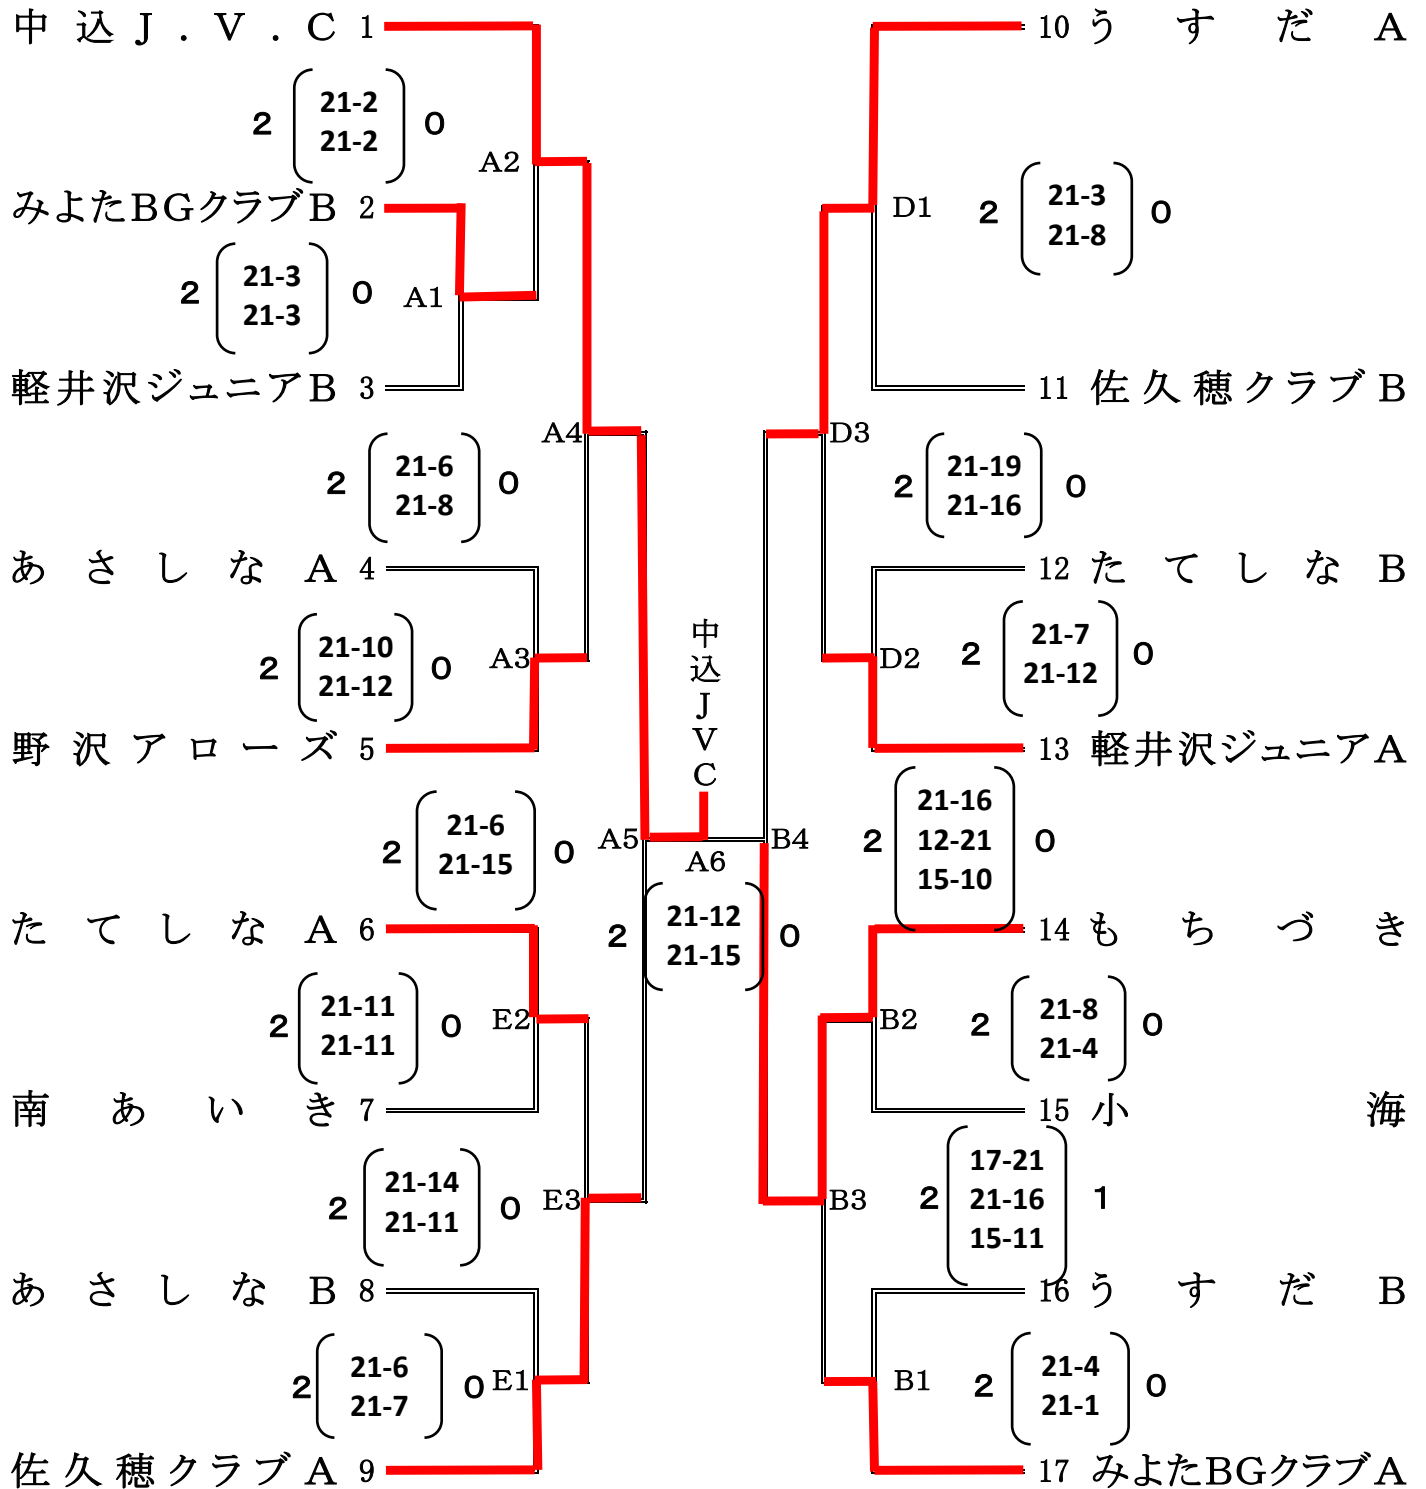 中込J.V.C 1
2 21-2 0
21-2
A2
みよたBGクラブB 2
2 21-3 0
21-3
A1
軽井沢ジュニアB 3
A4
2 21-6 0
21-8
あさしなA 4
2 21-10 0
21-12
A3
野沢アローズ 5
2 21-6 0
21-15
A5
たてしなA 6
2 21-11 0
21-11
E2
南あいき 7
2 21-14 0
21-11
E3
あさしなB 8
2 21-6 0
21-7
E1
佐久穂クラブA 9
中込JVC
A6
2 21-12 0
21-15
10 うすだA
D1
2 21-3 0
21-8
11 佐久穂クラブB
D3
2 21-19 0
21-16
12 たてしなB
D2
2 21-7 0
21-12
13 軽井沢ジュニアA
B4
21-16
2 12-21 0
15-10
14 もちづき
B2
2 21-8 0
21-4
15 小海
B3
17-21
2 21-16 1
15-11
16 うすだB
B1
2 21-4 0
21-1
17 みよたBGクラブA